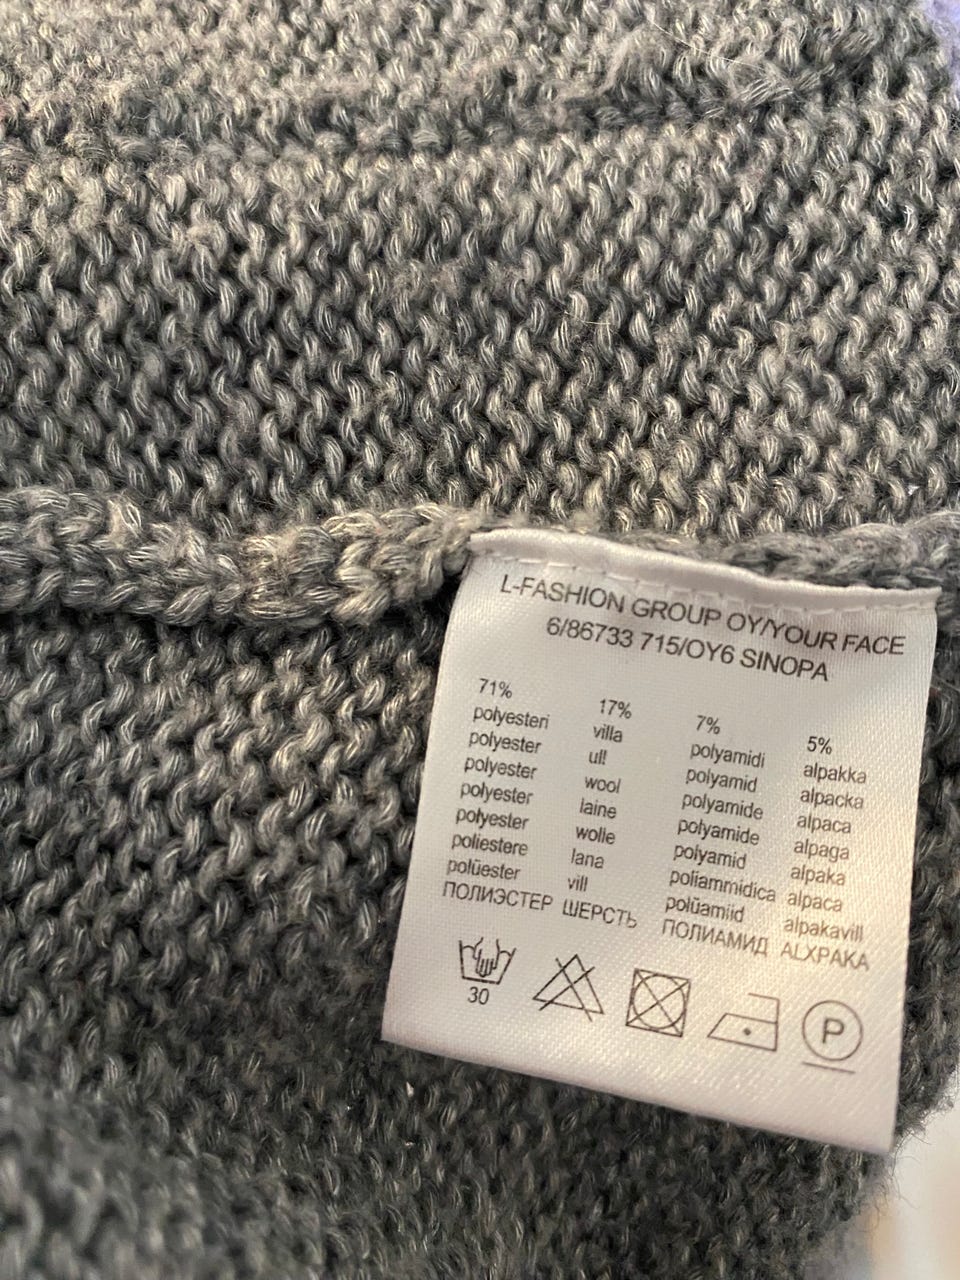 L-FASHION GROUP OY/YOUR FACE
6/86733 715/OY6 SINOPA
71% 17% 7% 5%
polyesteri villa polyamidi alpakka
polyester ull polyamid alpacka
polyester wool polyamide alpaca
polyester laine polyamide alpaga
polyester wolle polyamid alpaka
poliestere lana poliammidica alpaca
polüester vill polüamiid alpakavill
ПОЛИЭСТЕР ШЕРСТЬ ПОЛИАМИД ALXPAKA
30
P